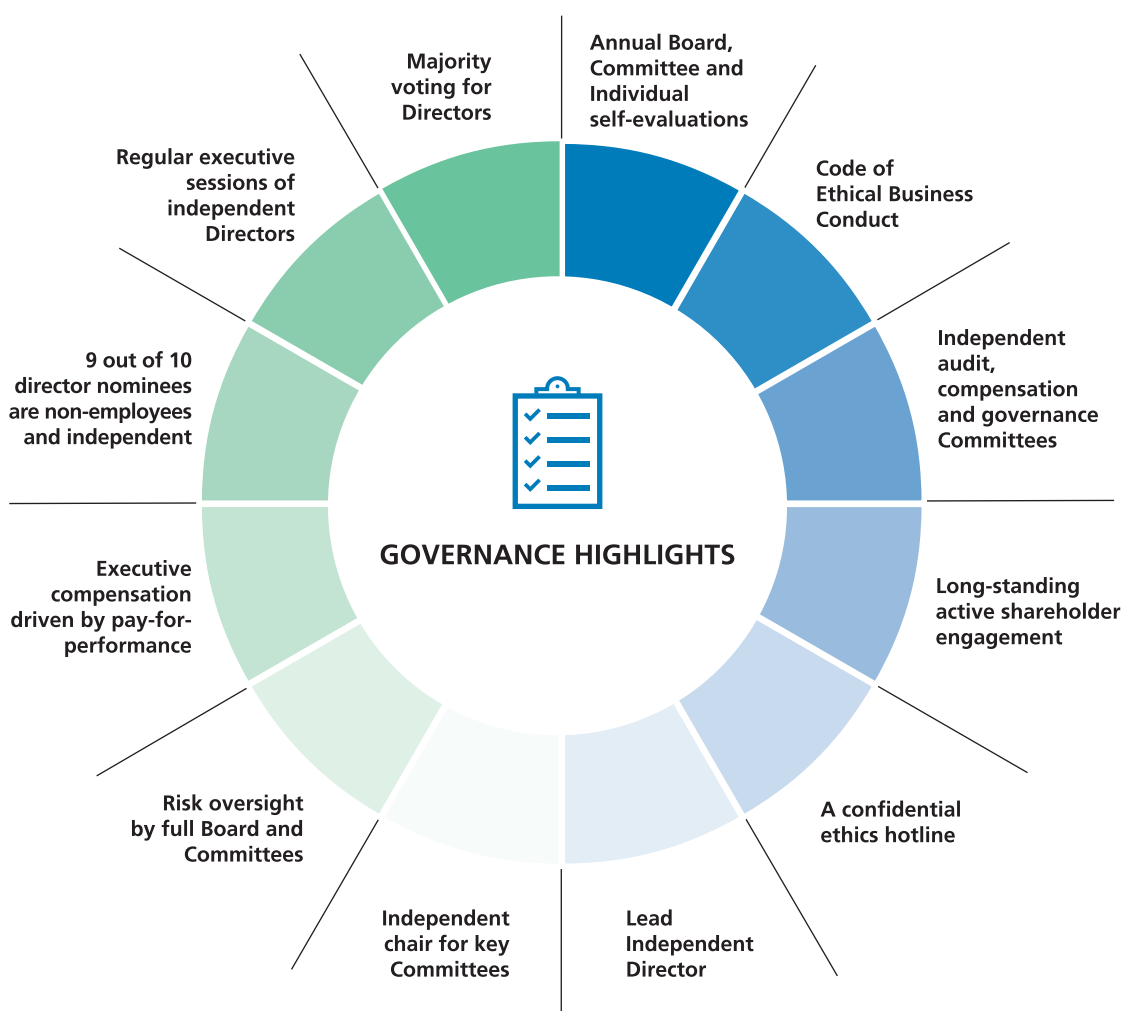 Annual Board,
Committee and
Individual
self-evaluations
Code of
Ethical Business
Conduct
Independent
audit,
compensation
and governance
Committees
Long-standing
active shareholder
engagement
A confidential
ethics hotline
Lead
Independent
Director
Independent
chair for key
Committees
Risk oversight
by full Board and
Committees
Executive
compensation
driven by pay-for-
performance
9 out of 10
director nominees
are non-employees
and independent
Regular executive
sessions of
independent
Directors
Majority
voting for
Directors
GOVERNANCE HIGHLIGHTS